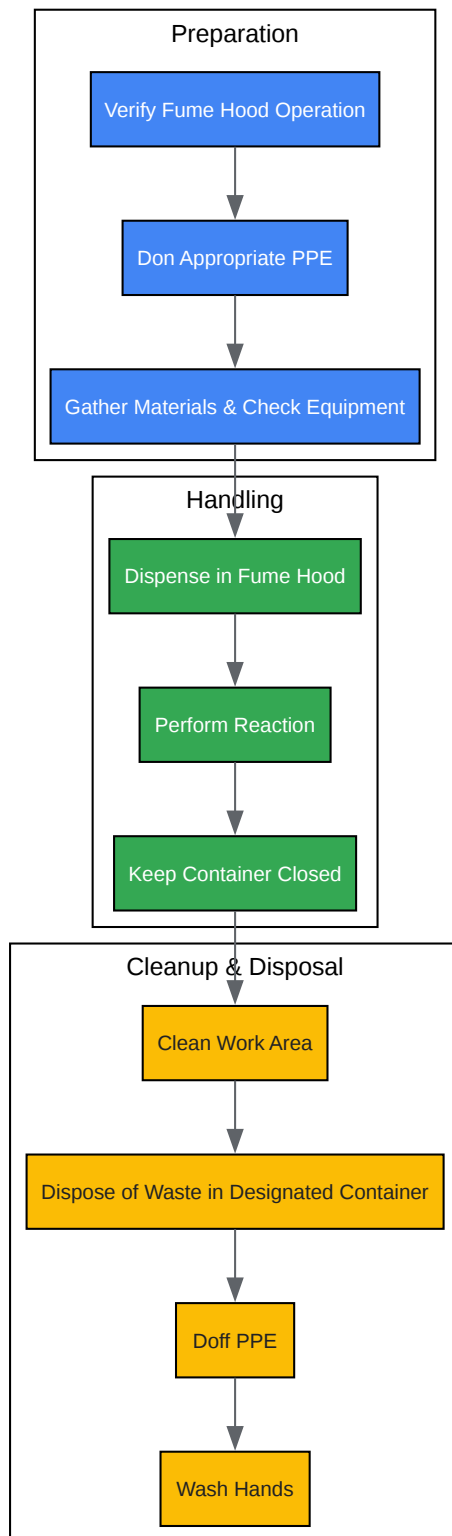 Preparation
Verify Fume Hood Operation
Don Appropriate PPE
Gather Materials & Check Equipment
Handling
Dispense in Fume Hood
Perform Reaction
Keep Container Closed
Cleanup & Disposal
Clean Work Area
Dispose of Waste in Designated Container
Doff PPE
Wash Hands